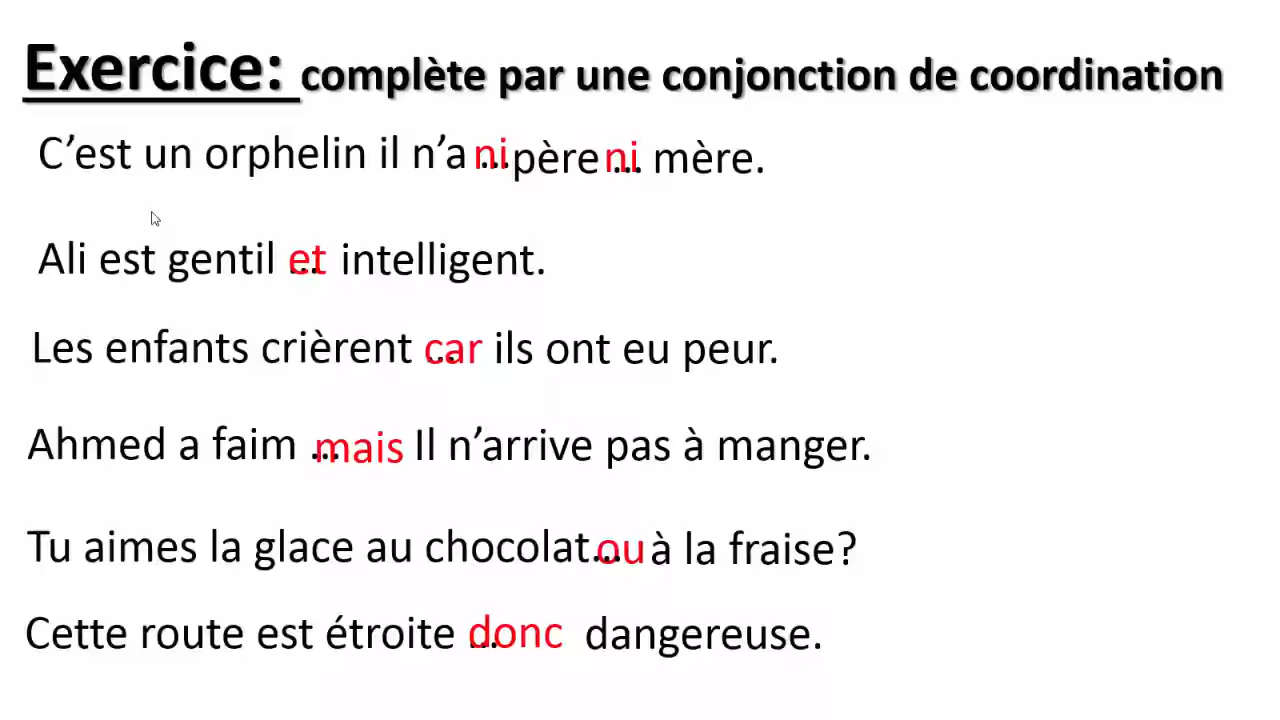 Exercice: complète par une conjonction de coordination
C’est un orphelin il n’a ni père ni mère.
Ali est gentil et intelligent.
Les enfants crièrent car ils ont eu peur.
Ahmed a faim mais Il n’arrive pas à manger.
Tu aimes la glace au chocolat... ou à la fraise?
Cette route est étroite donc dangereuse.